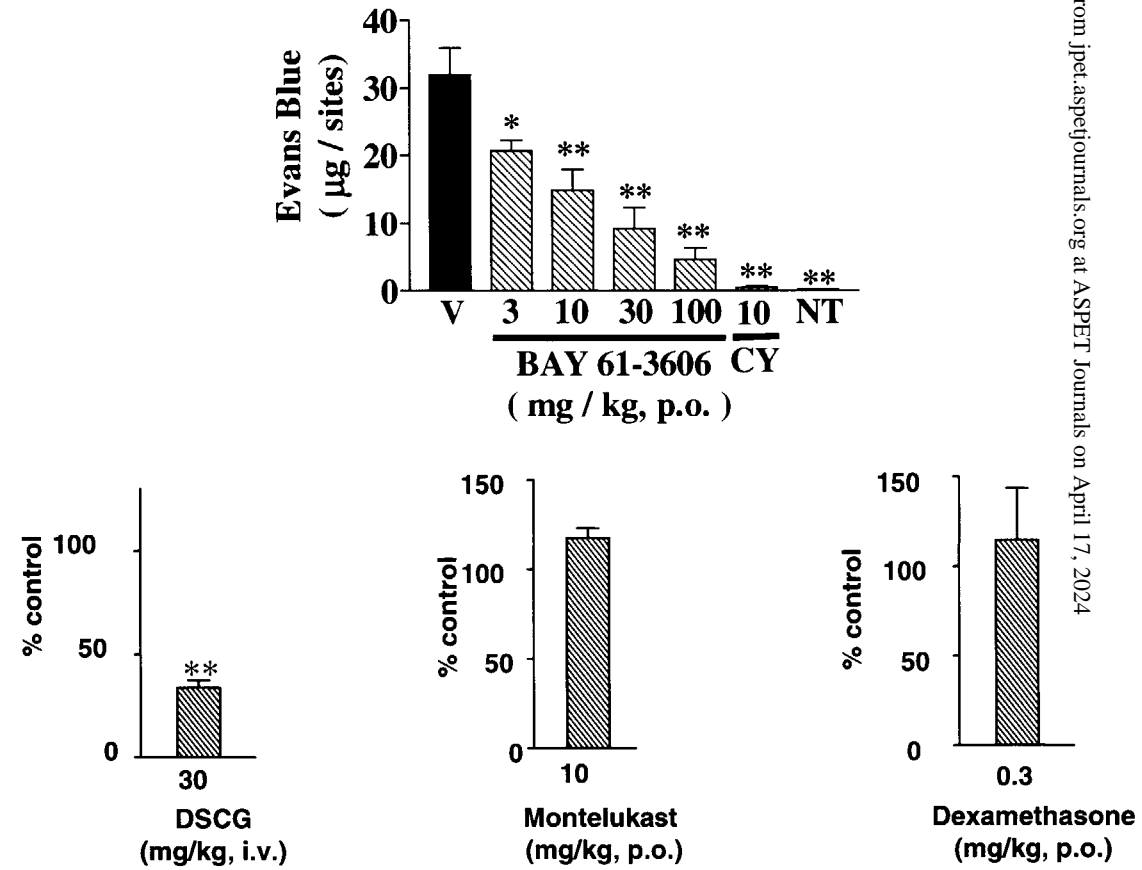 40
30
20
10
0
Evans Blue
( μg / sites)
*
**
**
**
**
**
V 3 10 30 100 10 NT
BAY 61-3606 CY
( mg / kg, p.o. )
rom jpet.aspetjournals.org at ASPET Journals on April 17, 2024
100
50
0
% control
**
30
DSCG
(mg/kg, i.v.)
150
100
50
0
% control
10
Montelukast
(mg/kg, p.o.)
150
100
50
0
% control
0.3
Dexamethasone
(mg/kg, p.o.)